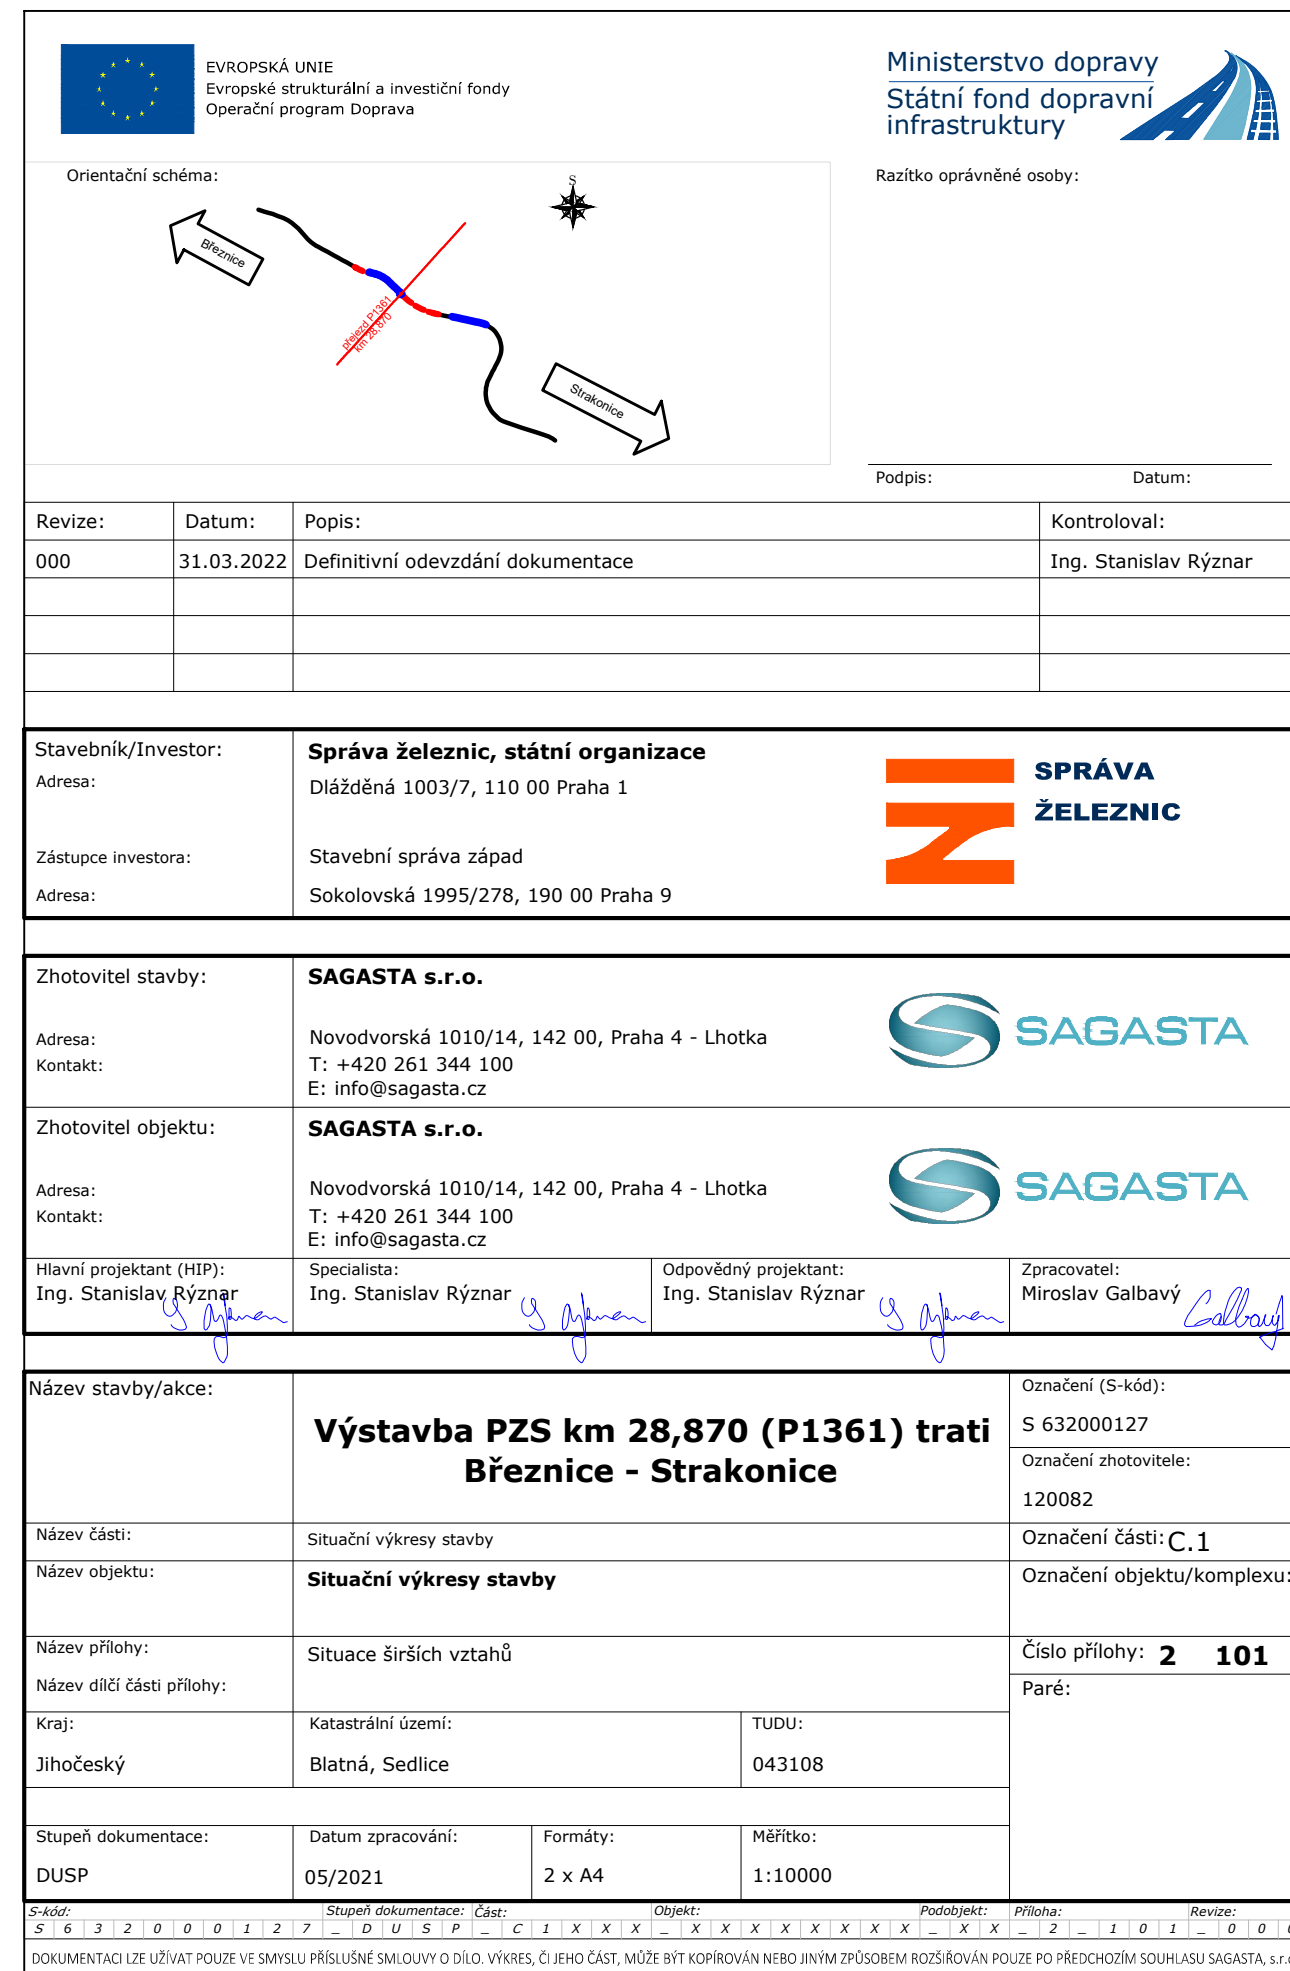 EVROPSKÁ UNIE
Evropské strukturální a investiční fondy
Operační program Doprava
Ministerstvo dopravy
Státní fond dopravní
infrastruktury
Orientační schéma:
Razítko oprávněné osoby:
S
Březnice
přejezd P1361
km 28,870
Strakonice
Podpis: Datum:
Revize: Datum: Popis: Kontroloval:
000 31.03.2022 Definitivní odevzdání dokumentace Ing. Stanislav Rýznar
Stavebník/Investor: Správa železnic, státní organizace
Adresa: Dlážděná 1003/7, 110 00 Praha 1
SPRÁVA
ŽELEZNIC
Zástupce investora: Stavební správa západ
Adresa: Sokolovská 1995/278, 190 00 Praha 9
Zhotovitel stavby: SAGASTA s.r.o.
SAGASTA
Adresa: Novodvorská 1010/14, 142 00, Praha 4 - Lhotka
Kontakt: T: +420 261 344 100
E: info@sagasta.cz
Zhotovitel objektu: SAGASTA s.r.o.
SAGASTA
Adresa: Novodvorská 1010/14, 142 00, Praha 4 - Lhotka
Kontakt: T: +420 261 344 100
E: info@sagasta.cz
Hlavní projektant (HIP): Specialista: Odpovědný projektant: Zpracovatel:
Ing. Stanislav Rýznar Ing. Stanislav Rýznar Ing. Stanislav Rýznar Miroslav Galbavý
Galbavý
Název stavby/akce:
Výstavba PZS km 28,870 (P1361) trati
Březnice - Strakonice
Označení (S-kód):
S 632000127
Označení zhotovitele:
120082
Název části: Situační výkresy stavby Označení části: C.1
Název objektu: Situační výkresy stavby Označení objektu/komplexu:
Název přílohy: Situace širších vztahů Číslo přílohy: 2 101
Název dílčí části přílohy: Paré:
Kraj: Katastrální území: TUDU:
Jihočeský Blatná, Sedlice 043108
Stupeň dokumentace: Datum zpracování: Formáty: Měřítko:
DUSP 05/2021 2 x A4 1:10000
S-kód: Stupeň dokumentace: Část: Objekt: Podobjekt: Příloha: Revize:
S 6 3 2 0 0 0 1 2 7 _ D U S P _ C 1 X X X _ X X X X X X X _ X X _ 2 _ 1 0 1 _ 0 0 0
DOKUMENTACI LZE UŽÍVAT POUZE VE SMYSLU PŘÍSLUŠNÉ SMLOUVY O DÍLO. VÝKRES, ČI JEHO ČÁST, MŮŽE BÝT KOPÍROVÁN NEBO JINÝM ZPŮSOBEM ROZŠIŘOVÁN POUZE PO PŘEDCHOZÍM SOUHLASU SAGASTA, s.r.o